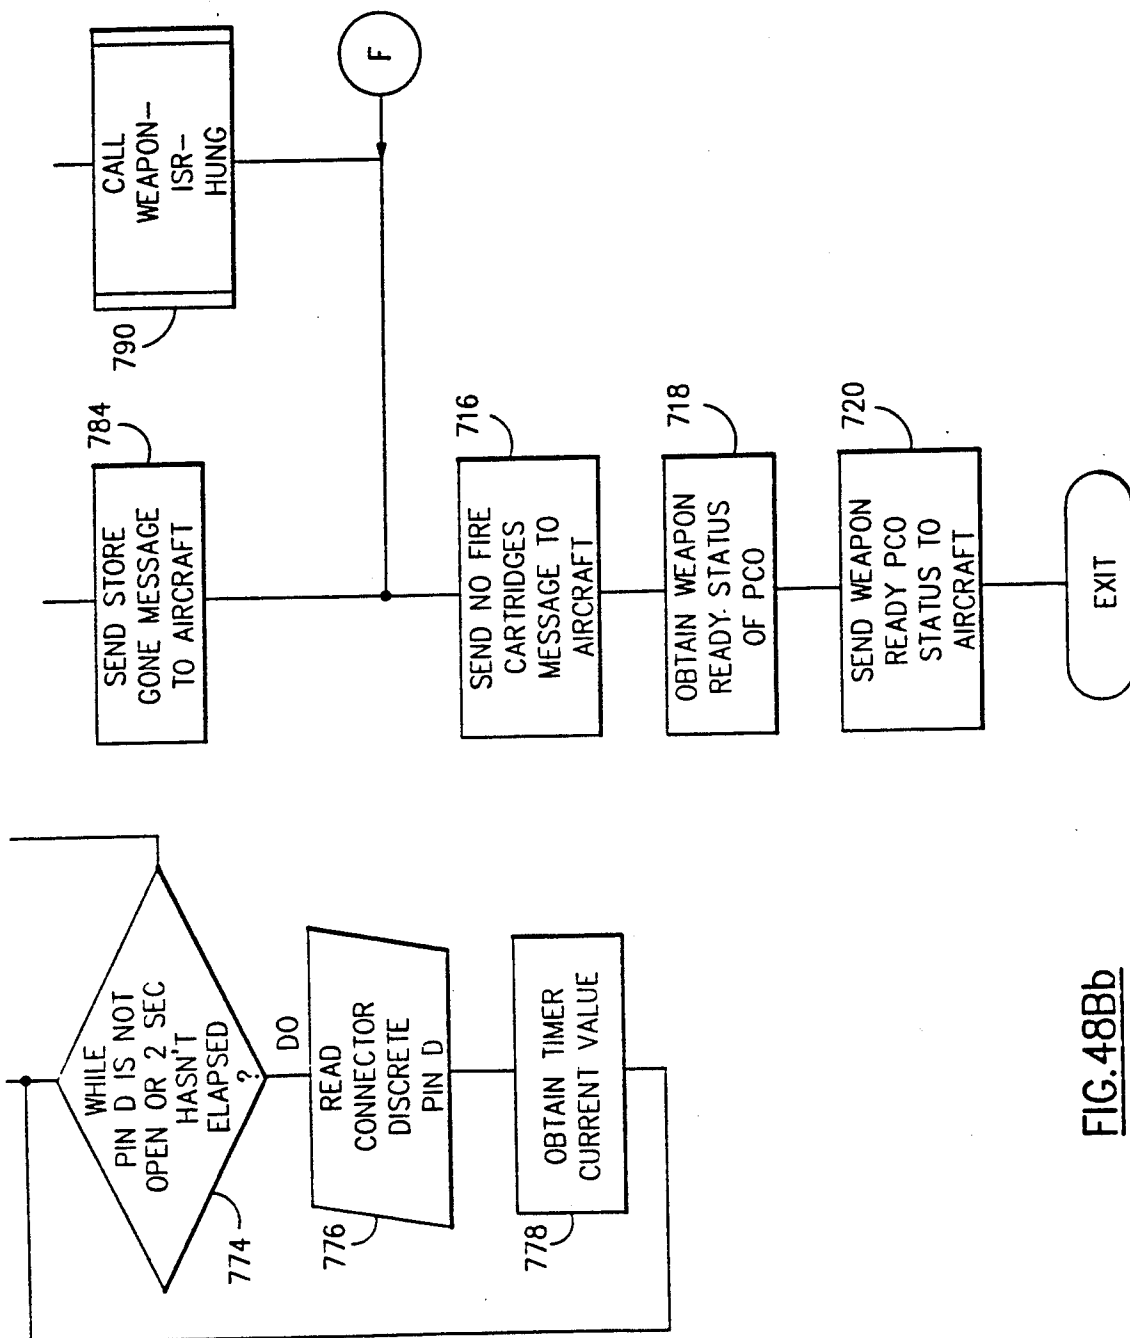 WHILE
PIN D IS NOT
OPEN OR 2 SEC
HASN'T
ELAPSED
?
774
DO
READ
CONNECTOR
DISCRETE
PIN D
776
OBTAIN TIMER
CURRENT VALUE
778
SEND STORE
GONE MESSAGE
TO AIRCRAFT
784
CALL
WEAPON-
ISR-
HUNG
790
F
SEND NO FIRE
CARTRIDGES
MESSAGE TO
AIRCRAFT
716
OBTAIN WEAPON
READY-STATUS
OF PCO
718
SEND WEAPON
READY PCO
STATUS TO
AIRCRAFT
720
EXIT
FIG.48Bb